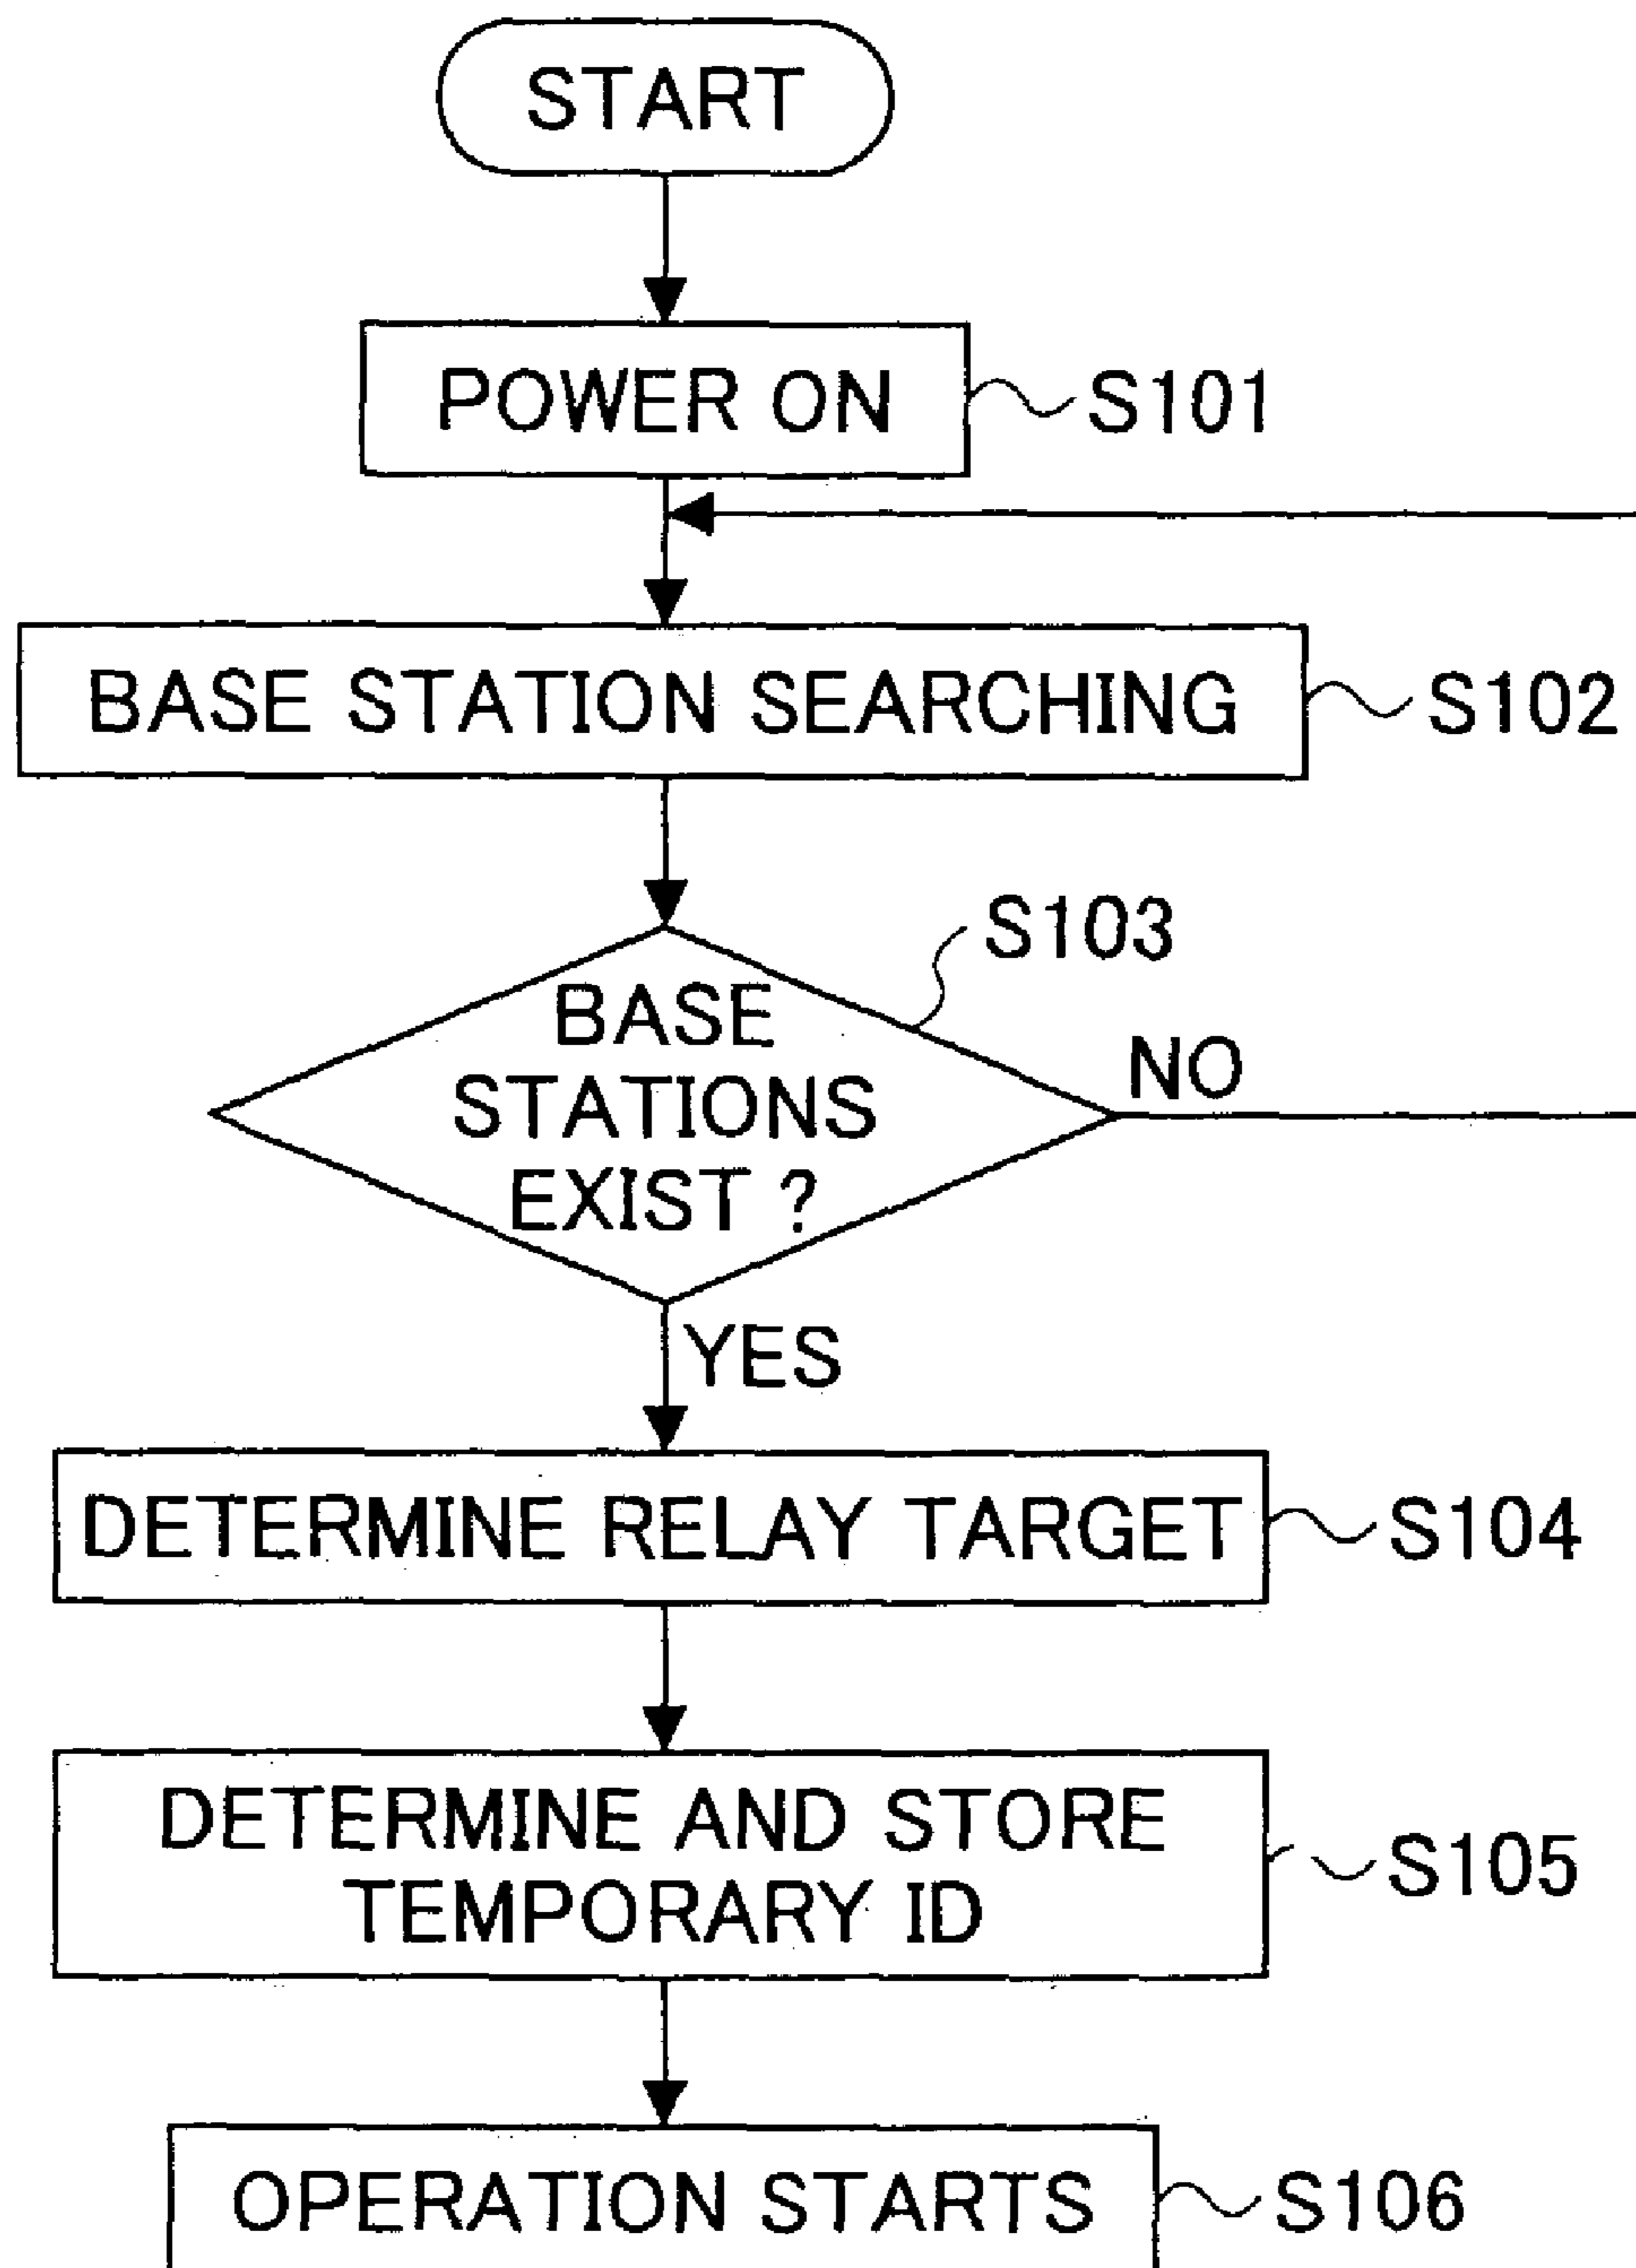 START
POWER ON
S101
BASE STATION SEARCHING
S102
S103
BASE
STATIONS
EXIST ?
NO
YES
DETERMINE RELAY TARGET
S104
DETERMINE AND STORE
TEMPORARY ID
S105
OPERATION STARTS
S106